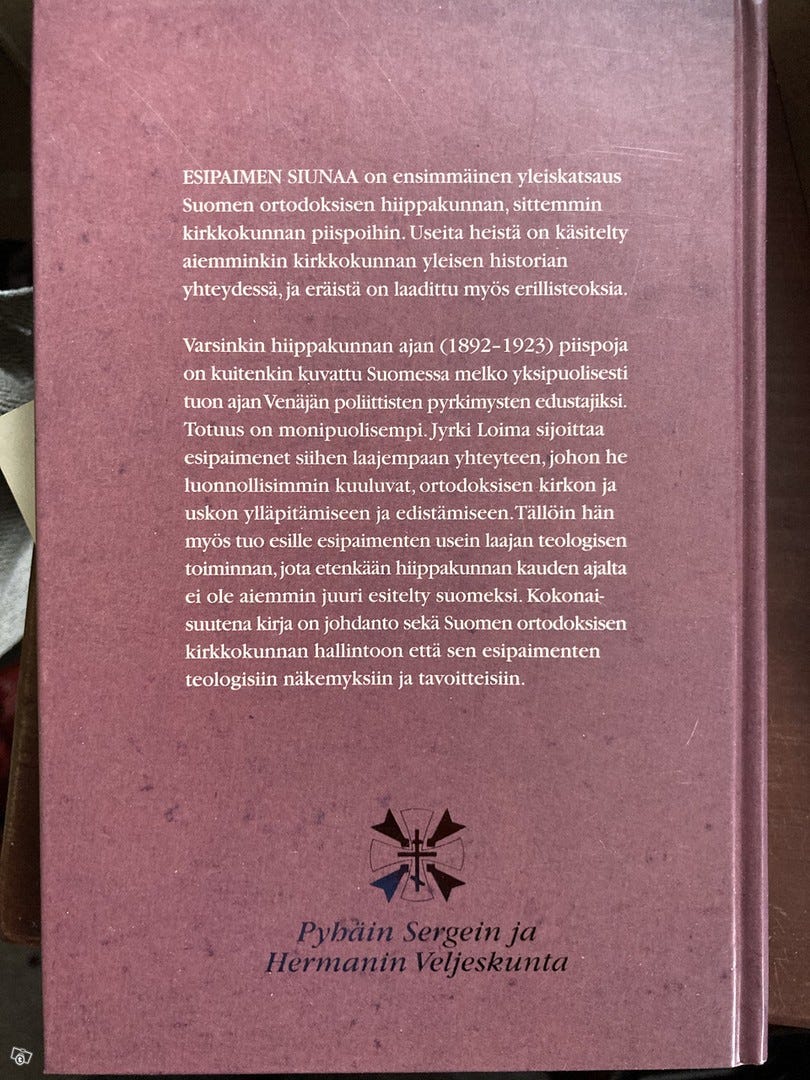 ESIPAIMEN SIUNAA on ensimmäinen yleiskatsaus
Suomen ortodoksisen hiippakunnan, sittemmin
kirkkokunnan piispoihin. Useita heistä on käsitelty
aiemminkin kirkkokunnan yleisen historian
yhteydessä, ja eräistä on laadittu myös erillisteoksia.
Varsinkin hiippakunnan ajan (1892–1923) piispoja
on kuitenkin kuvattu Suomessa melko yksipuolisesti
tuon ajan Venäjän poliittisten pyrkimysten edustajiksi.
Totuus on monipuolisempi. Jyrki Loima sijoittaa
esipaimenet siihen laajempaan yhteyteen, johon he
luonnollisimmin kuuluvat, ortodoksisen kirkon ja
uskon ylläpitämiseen ja edistämiseen. Tällöin hän
myös tuo esille esipaimenten usein laajan teologisen
toiminnan, jota etenkään hiippakunnan kauden ajalta
ei ole aiemmin juuri esitelty suomeksi. Kokonai-
suutena kirja on johdanto sekä Suomen ortodoksisen
kirkkokunnan hallintoon että sen esipaimenten
teologisiin näkemyksiin ja tavoitteisiin.
Pyhäin Sergein ja
Hermanin Veljeskunta